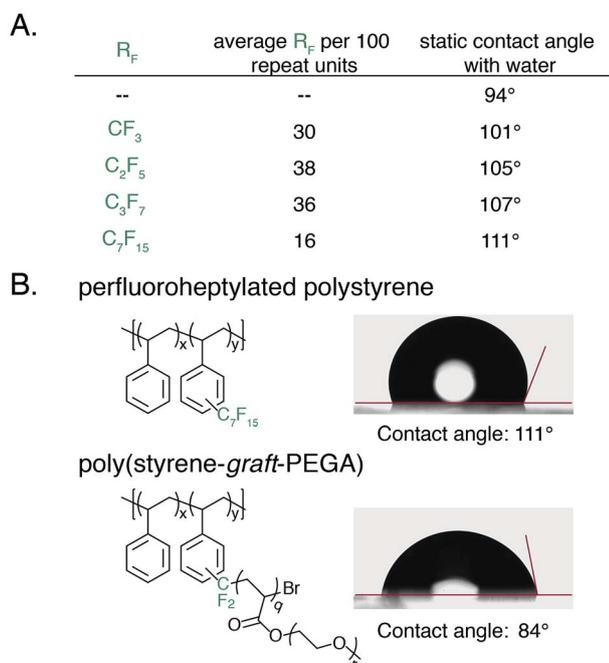 A.
R_F average R_F per 100 repeat units static contact angle with water
-- -- 94°
CF₃ 30 101°
C₂F₅ 38 105°
C₃F₇ 36 107°
C₇F₁₅ 16 111°
B. perfluoroheptylated polystyrene
x y
C₇F₁₅
Contact angle: 111°
poly(styrene-graft-PEGA)
x y
C
F₂
Br
q
O
O
O
Contact angle: 84°